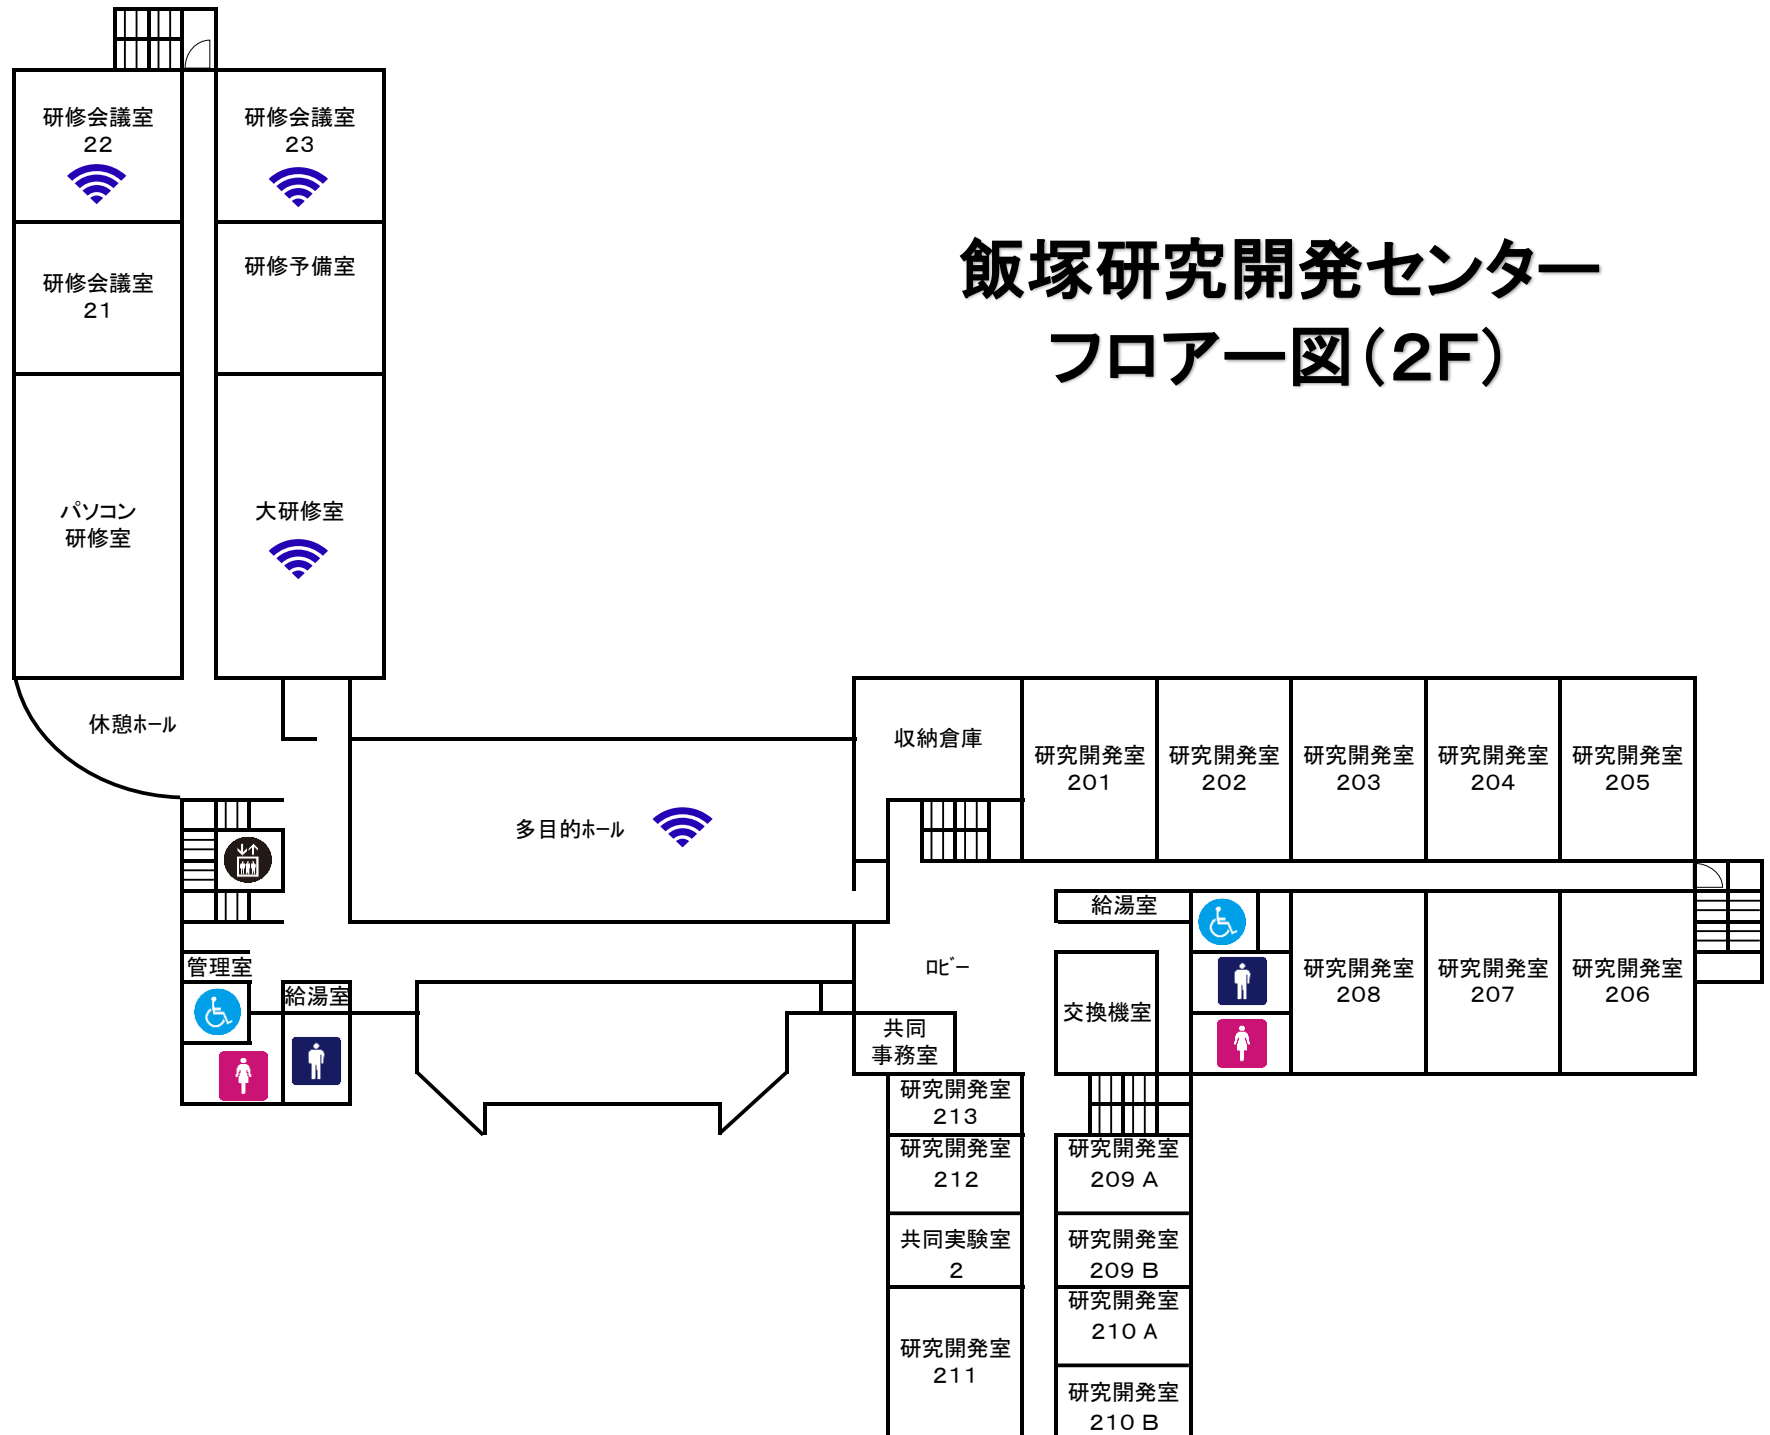 飯塚研究開発センター
フロアー図（２Ｆ）
研修会議室
22
研修会議室
23
研修会議室
21
研修予備室
パソコン
研修室
大研修室
休憩ﾎｰﾙ
多目的ﾎｰﾙ
収納倉庫
研究開発室
201
研究開発室
202
研究開発室
203
研究開発室
204
研究開発室
205
給湯室
管理室
給湯室
ﾛﾋﾞｰ
交換機室
研究開発室
208
研究開発室
207
研究開発室
206
共同
事務室
研究開発室
213
研究開発室
212
共同実験室
2
研究開発室
211
研究開発室
209 A
研究開発室
209 B
研究開発室
210 A
研究開発室
210 B